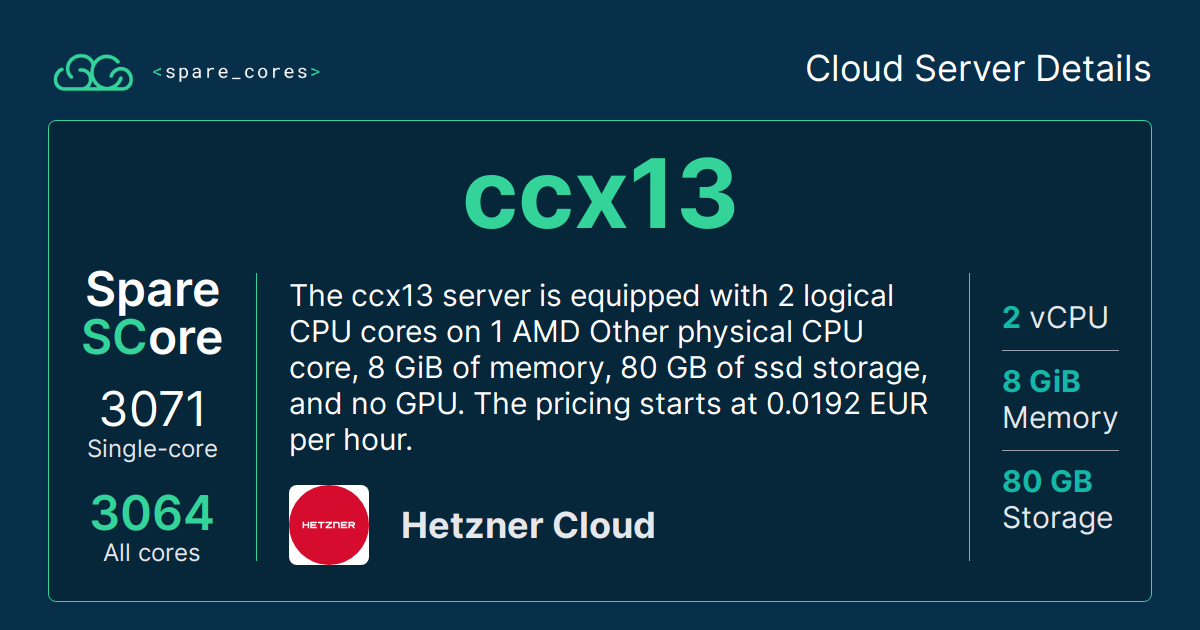 <spare_cores>
Cloud Server Details
ccx13
Spare
SCore
3071
Single-core
3064
All cores
The ccx13 server is equipped with 2 logical
CPU cores on 1 AMD Other physical CPU
core, 8 GiB of memory, 80 GB of ssd storage,
and no GPU. The pricing starts at 0.0192 EUR
per hour.
HETZNER
Hetzner Cloud
2 vCPU
8 GiB
Memory
80 GB
Storage